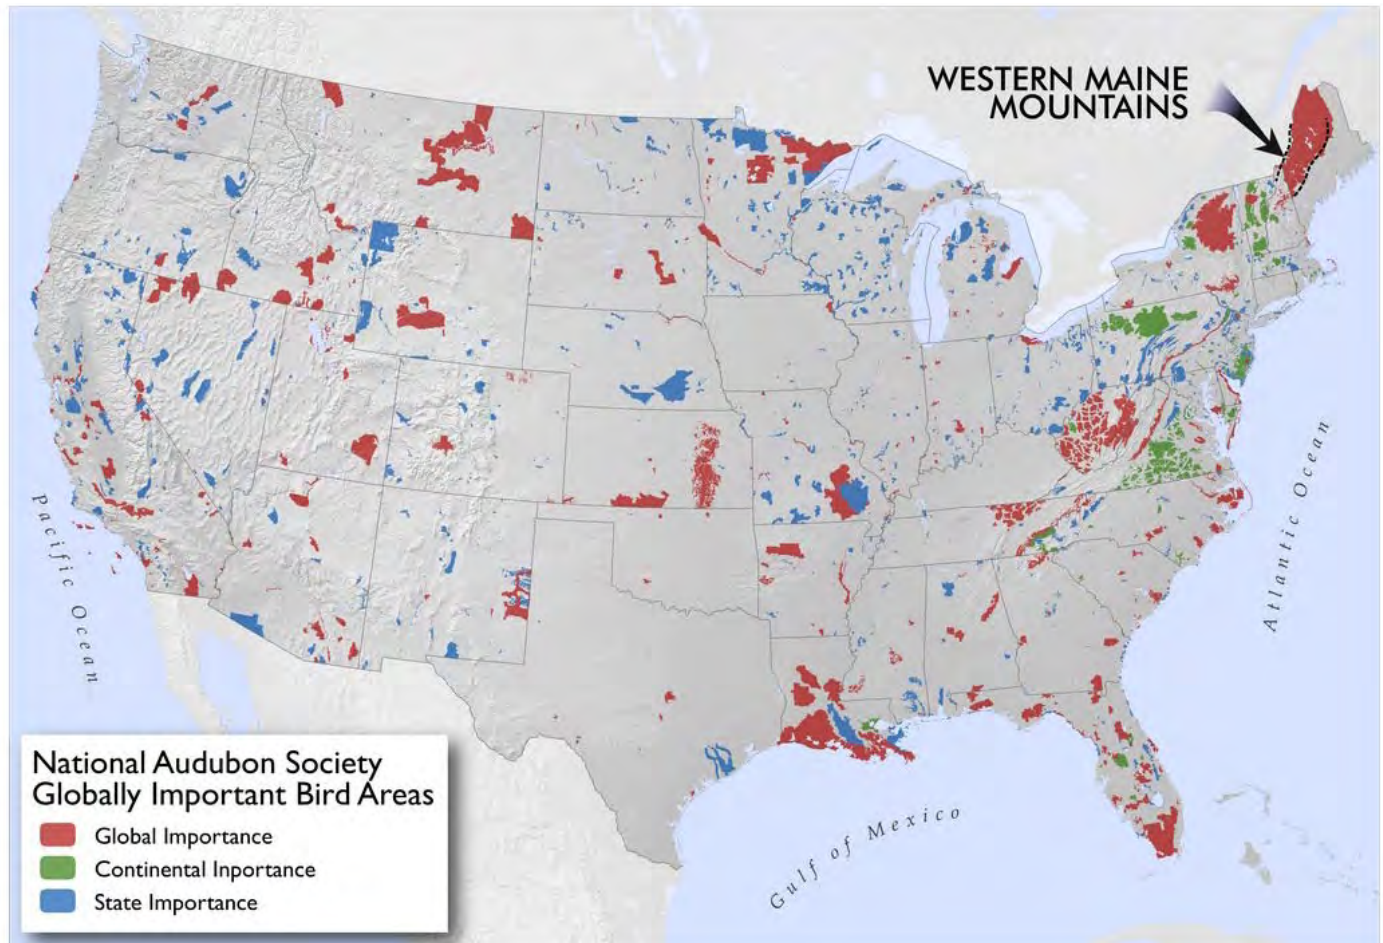 WESTERN MAINE
MOUNTAINS
Pacific Ocean
Atlantic Ocean
Gulf of Mexico
National Audubon Society
Globally Important Bird Areas
Global Importance
Continental Inportance
State Importance